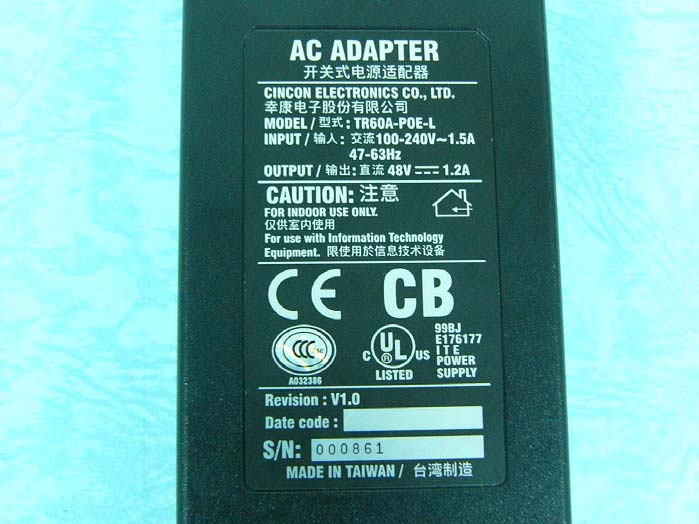 AC ADAPTER
开关式电源适配器
CINCON ELECTRONICS CO., LTD.
幸康电子股份有限公司
MODEL / 型式: TR60A-POE-L
INPUT / 输入: 交流100-240V~1.5A
47-63Hz
OUTPUT / 输出: 直流 48V⎓1.2A
CAUTION: 注意
FOR INDOOR USE ONLY.
仅供室内使用
For use with Information Technology
Equipment. 限使用於信息技术设备
CE CB
CCC S&E
A032386
C UL US
®
LISTED
99BJ
E176177
I T E
POWER
SUPPLY
Revision : V1.0
Date code :
S/N: 000861
MADE IN TAIWAN / 台湾制造